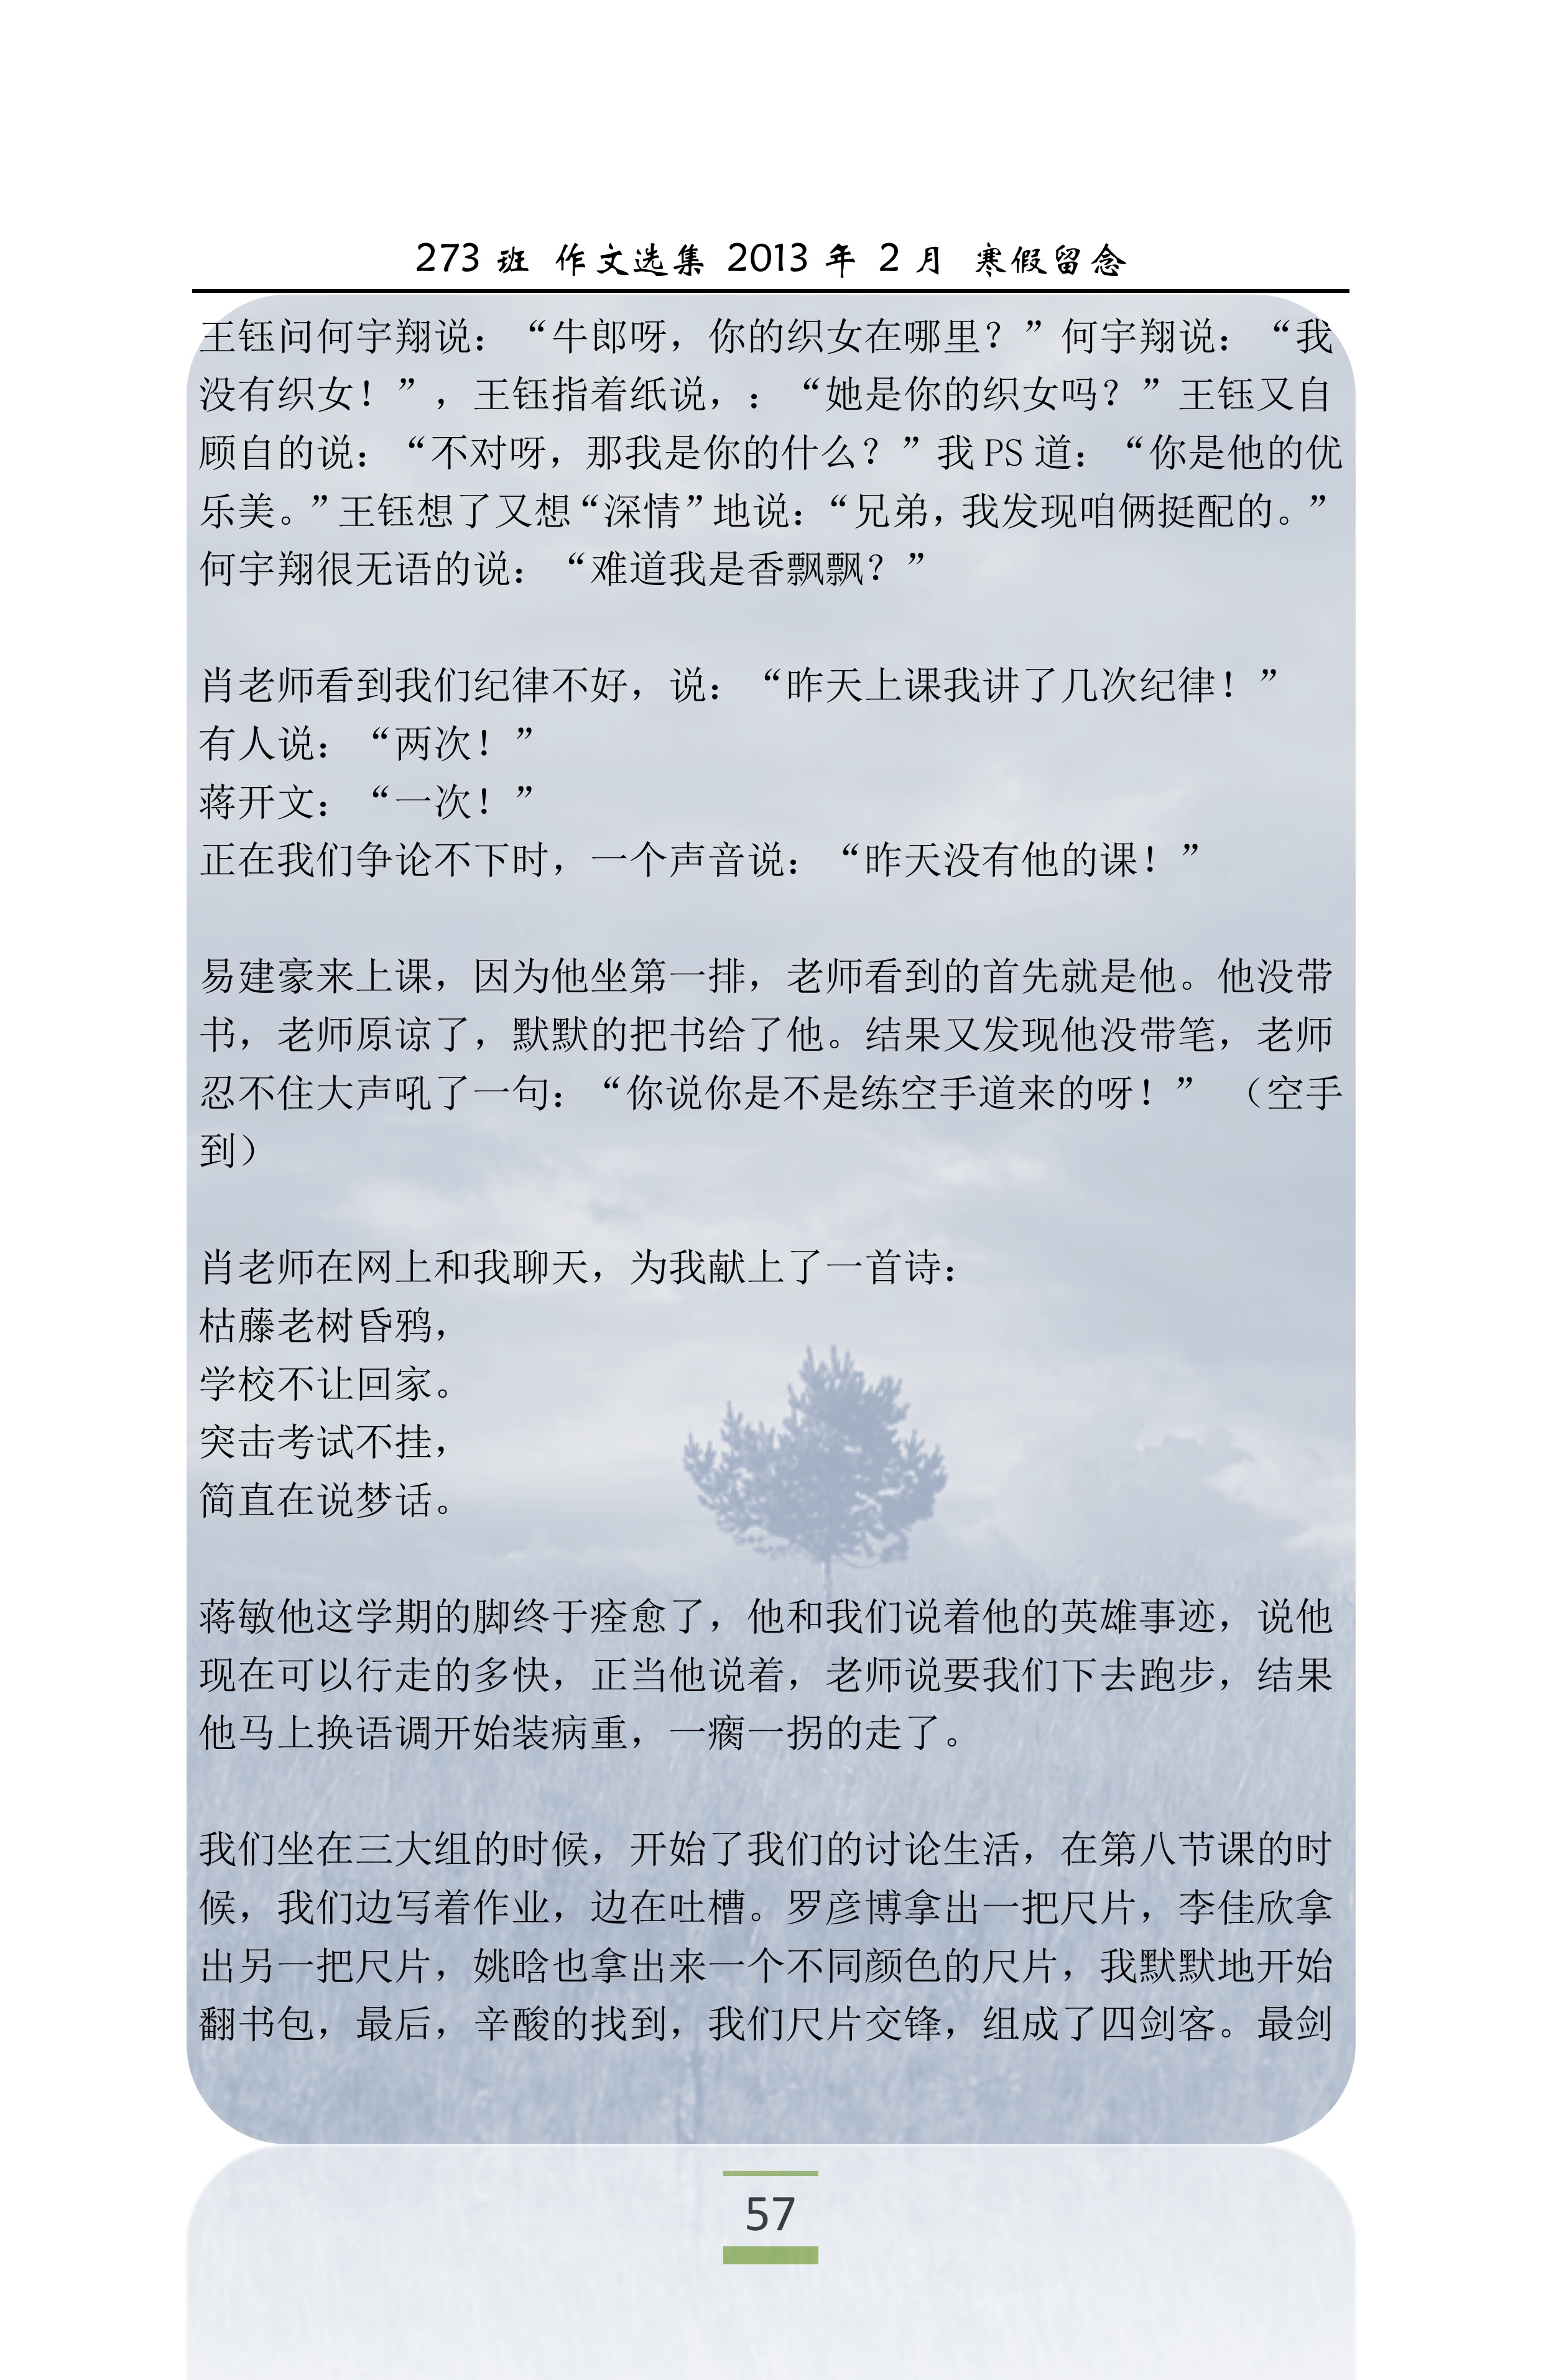 273 班 作文选集 2013 年 2 月 寒假留念
王钰问何宇翔说：“牛郎呀，你的织女在哪里？”何宇翔说：“我
没有织女！”，王钰指着纸说，：“她是你的织女吗？”王钰又自
顾自的说：“不对呀，那我是你的什么？”我 PS 道：“你是他的优
乐美。”王钰想了又想“深情”地说：“兄弟，我发现咱俩挺配的。”
何宇翔很无语的说：“难道我是香飘飘？”
肖老师看到我们纪律不好，说：“昨天上课我讲了几次纪律！”
有人说：“两次！”
蒋开文：“一次！”
正在我们争论不下时，一个声音说：“昨天没有他的课！”
易建豪来上课，因为他坐第一排，老师看到的首先就是他。他没带
书，老师原谅了，默默的把书给了他。结果又发现他没带笔，老师
忍不住大声吼了一句：“你说你是不是练空手道来的呀！” （空手
到）
肖老师在网上和我聊天，为我献上了一首诗：
枯藤老树昏鸦，
学校不让回家。
突击考试不挂，
简直在说梦话。
蒋敏他这学期的脚终于痊愈了，他和我们说着他的英雄事迹，说他
现在可以行走的多快，正当他说着，老师说要我们下去跑步，结果
他马上换语调开始装病重，一瘸一拐的走了。
我们坐在三大组的时候，开始了我们的讨论生活，在第八节课的时
候，我们边写着作业，边在吐槽。罗彦博拿出一把尺片，李佳欣拿
出另一把尺片，姚晗也拿出来一个不同颜色的尺片，我默默地开始
翻书包，最后，辛酸的找到，我们尺片交锋，组成了四剑客。最剑
57